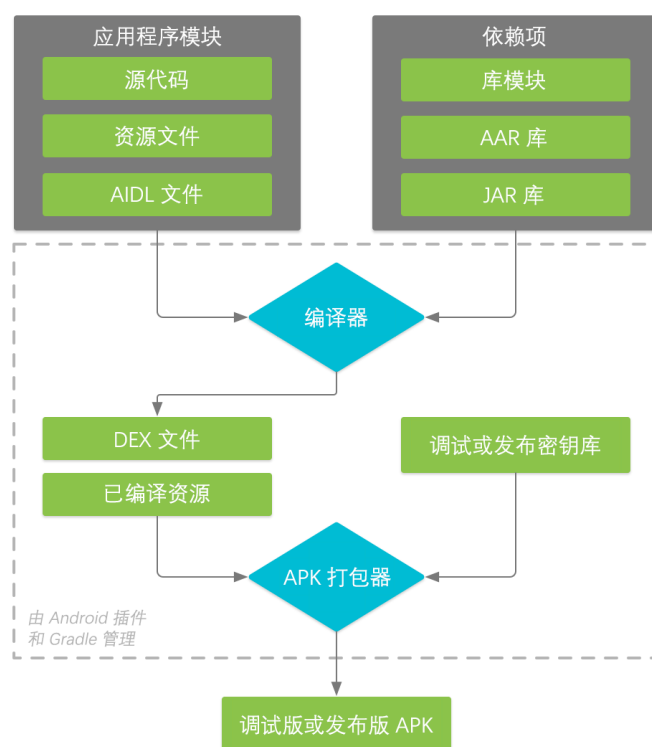 应用程序模块
源代码
资源文件
AIDL 文件
依赖项
库模块
AAR 库
JAR 库
编译器
DEX 文件
已编译资源
调试或发布密钥库
APK 打包器
由 Android 插件
和 Gradle 管理
调试版或发布版 APK